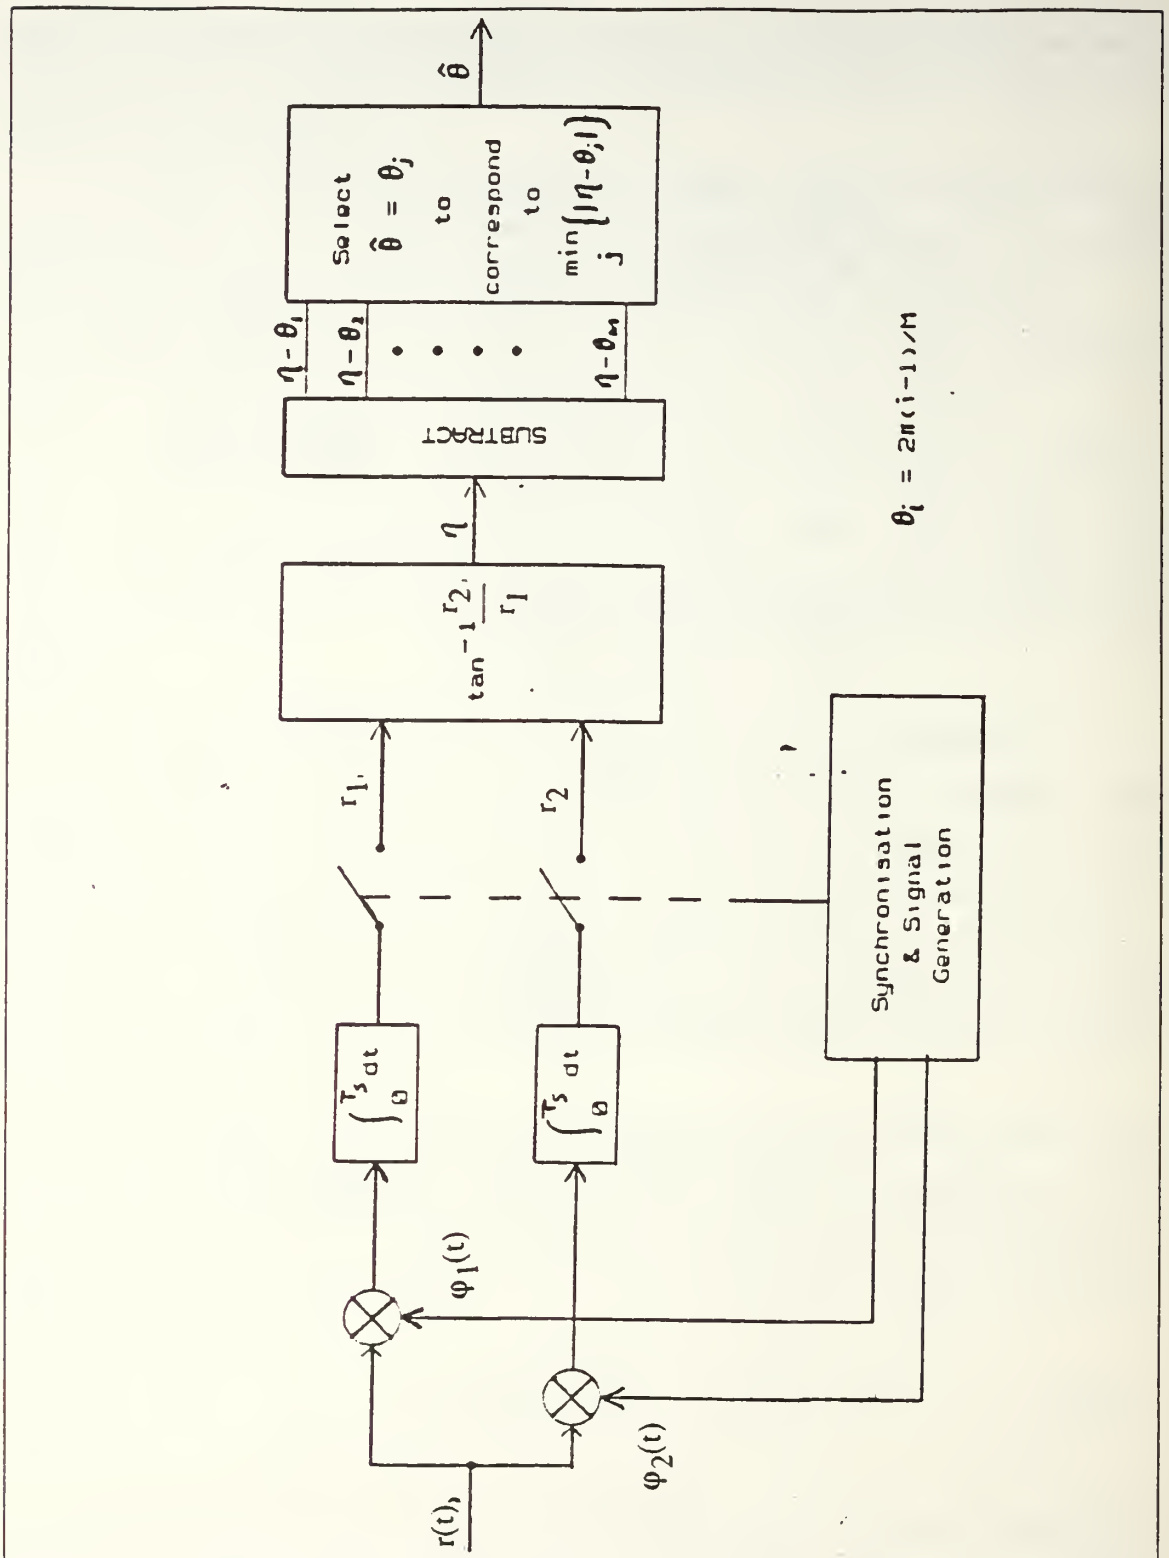 r(t),
φ1(t)
φ2(t)
∫0^Ts dt
∫0^Ts dt
r1,
r2
tan⁻¹ r2, / r1
η
SUBTRACT
η-θ1
η-θ2
η-θM
Select
θ̂ = θj
to
correspond
to
min j {|η-θj|}
θ̂
Synchronisation
& Signal
Generation
θi = 2π(i-1)/M